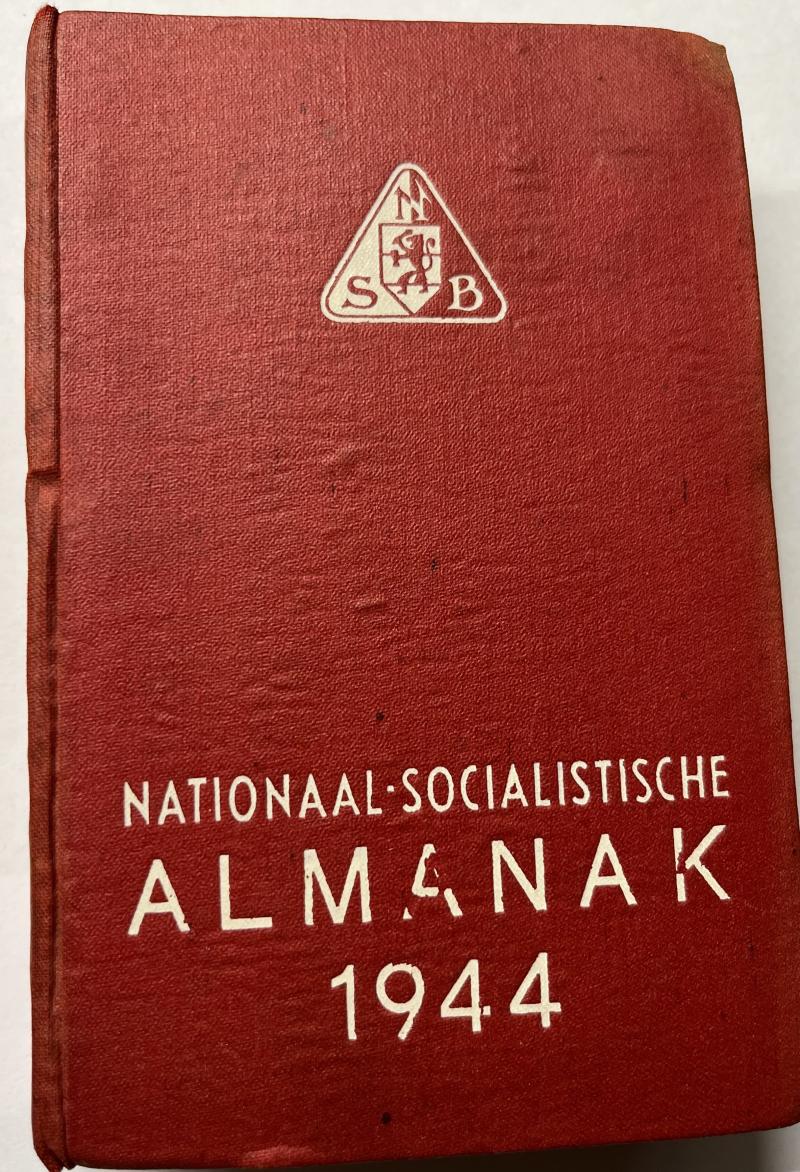 N
S B
NATIONAAL-SOCIALISTISCHE
ALMANAK
1944